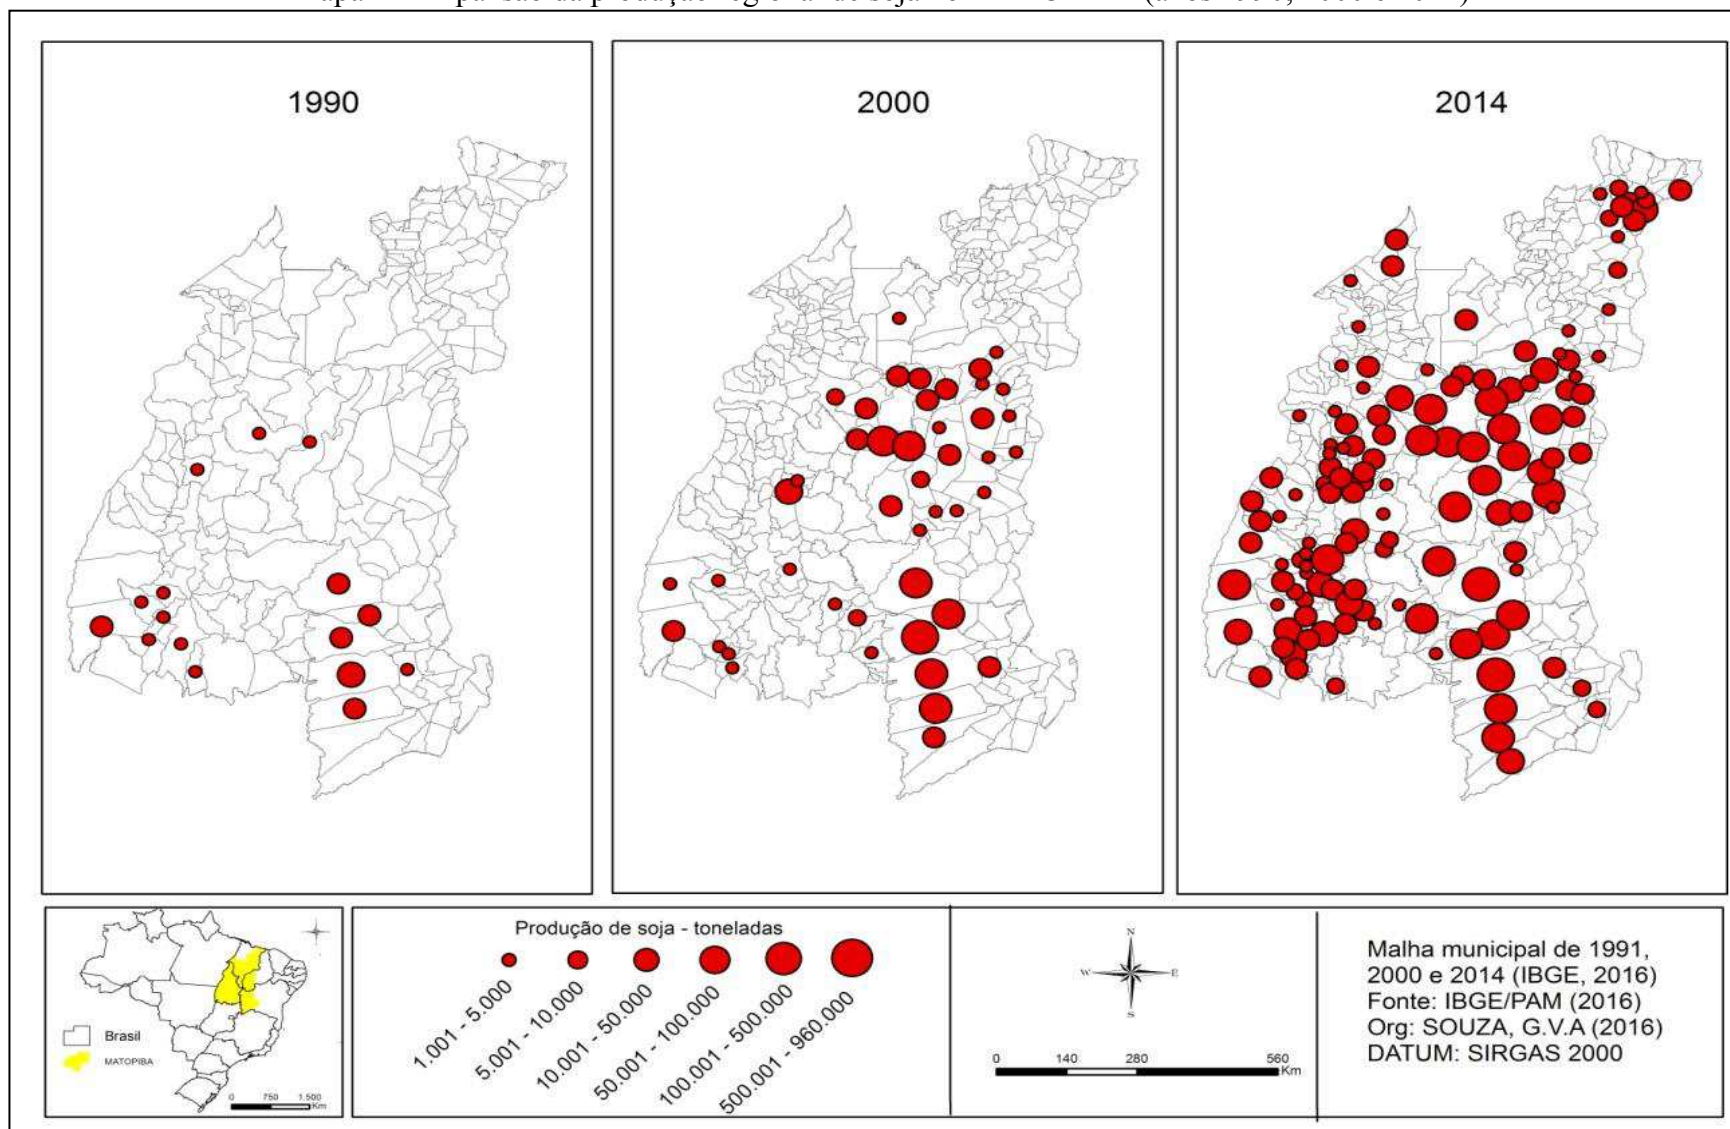 1990
2000
2014
Brasil
MATOPIBA
0 750 1.500
Km
Produção de soja - toneladas
1.001 - 5.000
5.001 - 10.000
10.001 - 50.000
50.001 - 100.000
100.001 - 500.000
500.001 - 960.000
N
W E
S
0 140 280 560
Km
Malha municipal de 1991,
2000 e 2014 (IBGE, 2016)
Fonte: IBGE/PAM (2016)
Org: SOUZA, G.V.A (2016)
DATUM: SIRGAS 2000